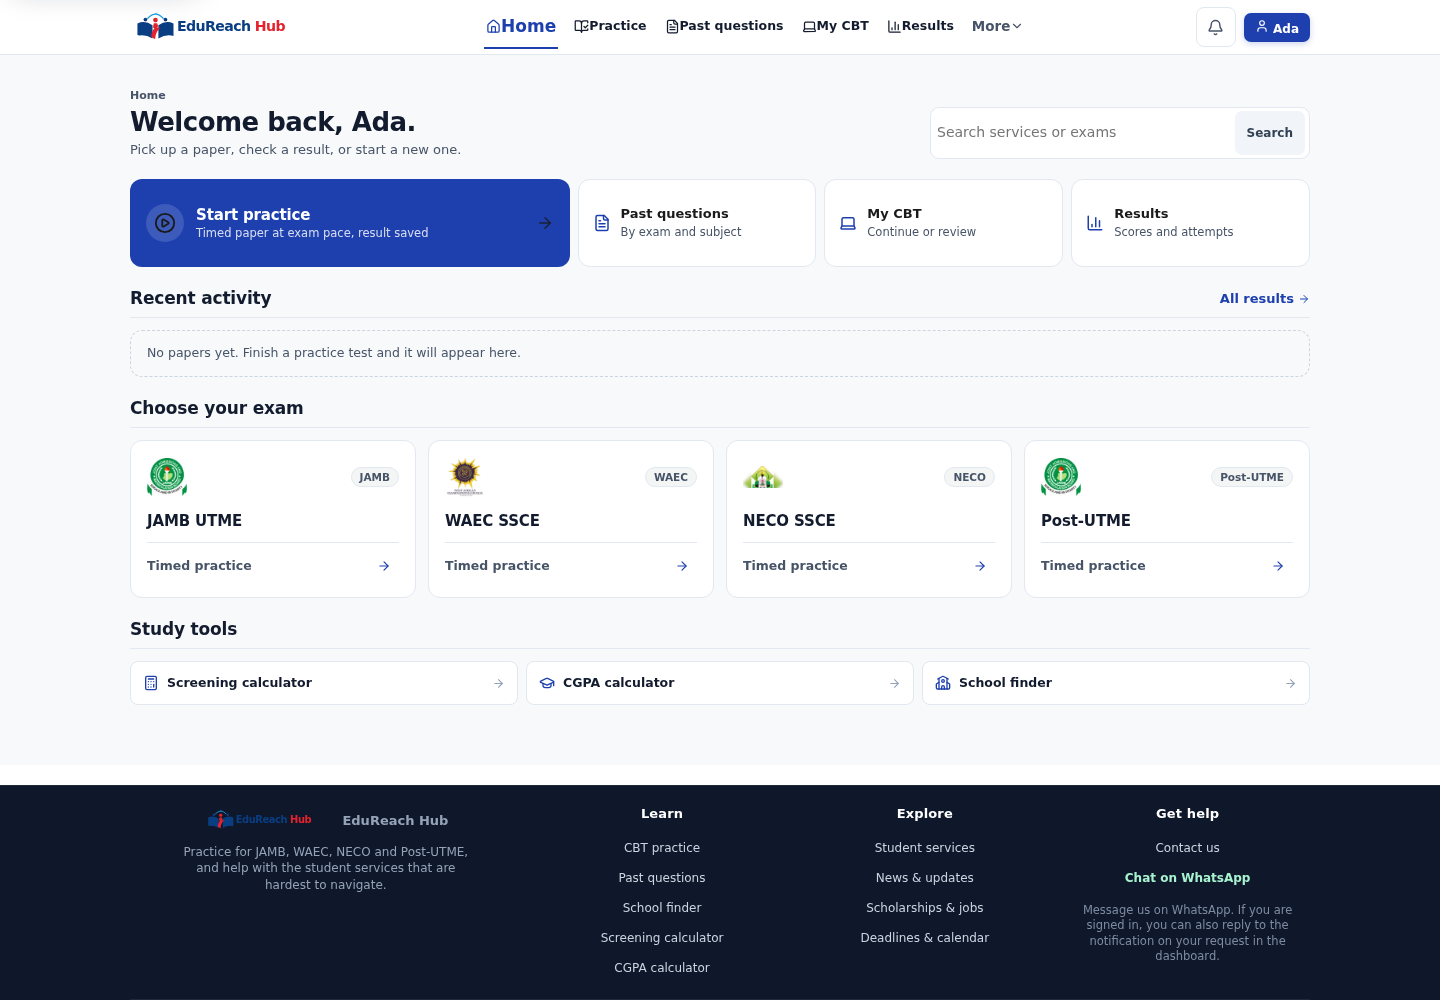 EduReach Hub
Home
Practice
Past questions
My CBT
Results
More
Ada
Home
Welcome back, Ada.
Pick up a paper, check a result, or start a new one.
Search services or exams
Search
Start practice
Timed paper at exam pace, result saved
Past questions
By exam and subject
My CBT
Continue or review
Results
Scores and attempts
Recent activity
All results
No papers yet. Finish a practice test and it will appear here.
Choose your exam
JAMB
JAMB UTME
Timed practice
WAEC
WAEC SSCE
Timed practice
NECO
NECO SSCE
Timed practice
Post-UTME
Post-UTME
Timed practice
Study tools
Screening calculator
CGPA calculator
School finder
EduReach Hub
EduReach Hub
Practice for JAMB, WAEC, NECO and Post-UTME,
and help with the student services that are
hardest to navigate.
Learn
CBT practice
Past questions
School finder
Screening calculator
CGPA calculator
Explore
Student services
News & updates
Scholarships & jobs
Deadlines & calendar
Get help
Contact us
Chat on WhatsApp
Message us on WhatsApp. If you are
signed in, you can also reply to the
notification on your request in the
dashboard.